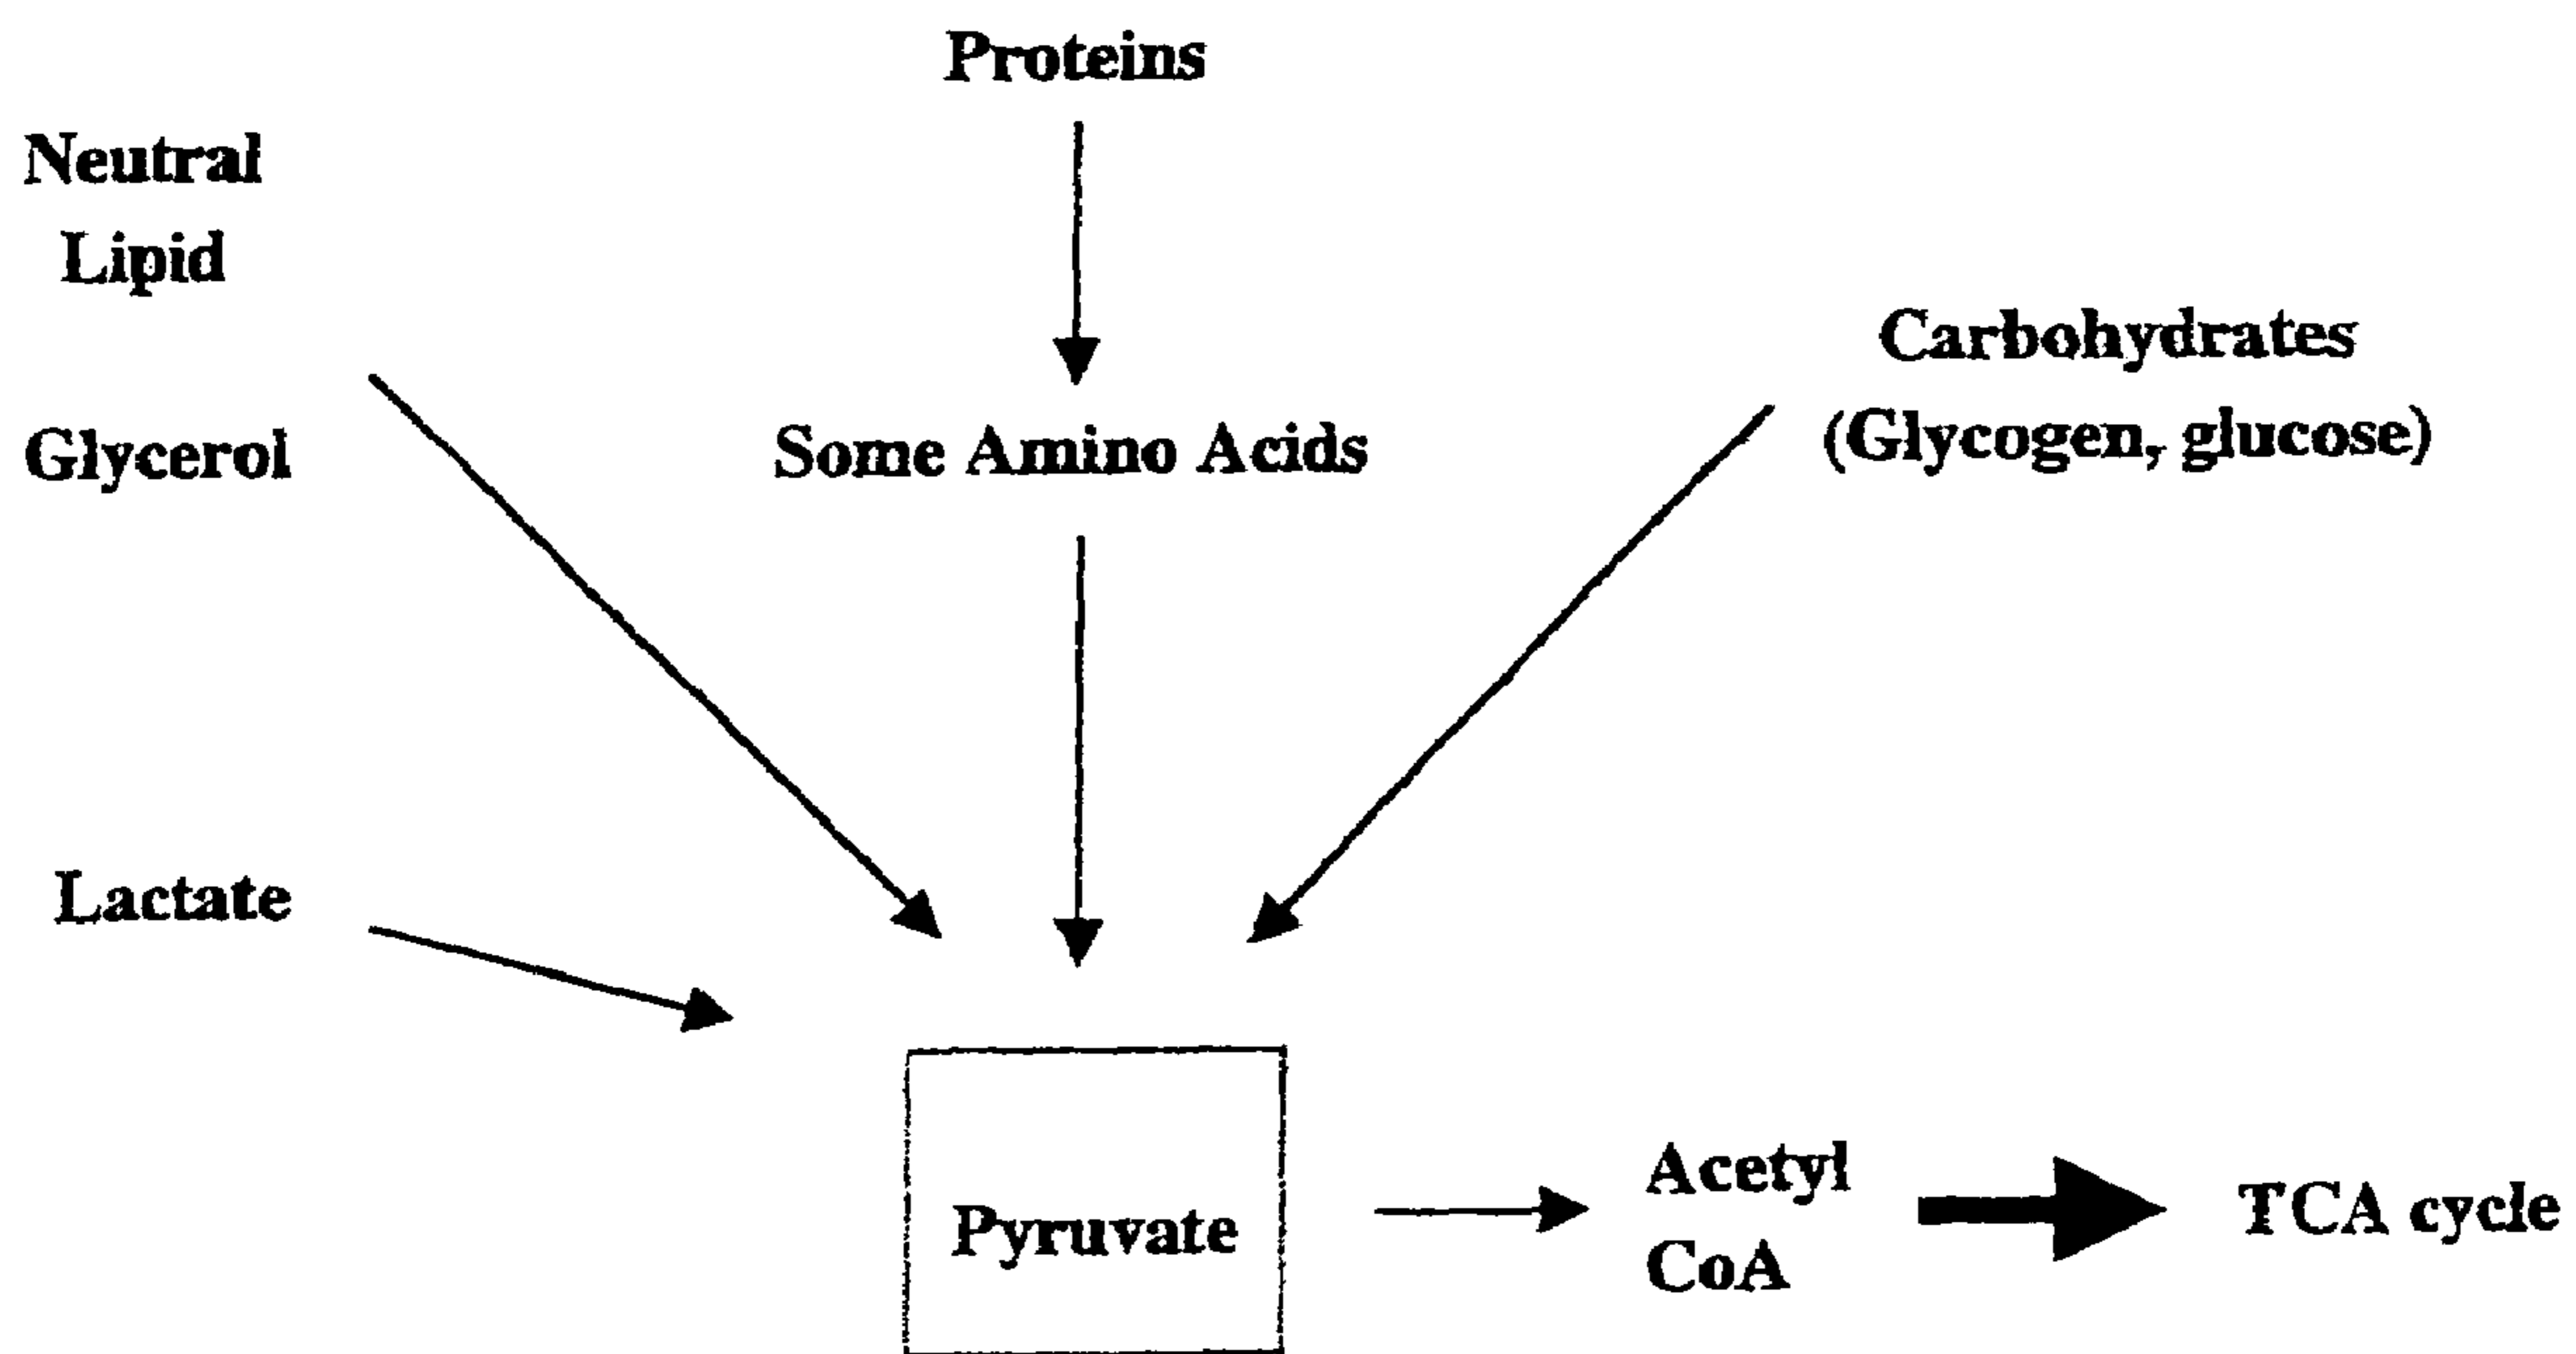 Proteins
Neutral
Lipid
Carbohydrates
(Glycogen, glucose)
Glycerol
Some Amino Acids
Lactate
Pyruvate
Acetyl
CoA
TCA cycle